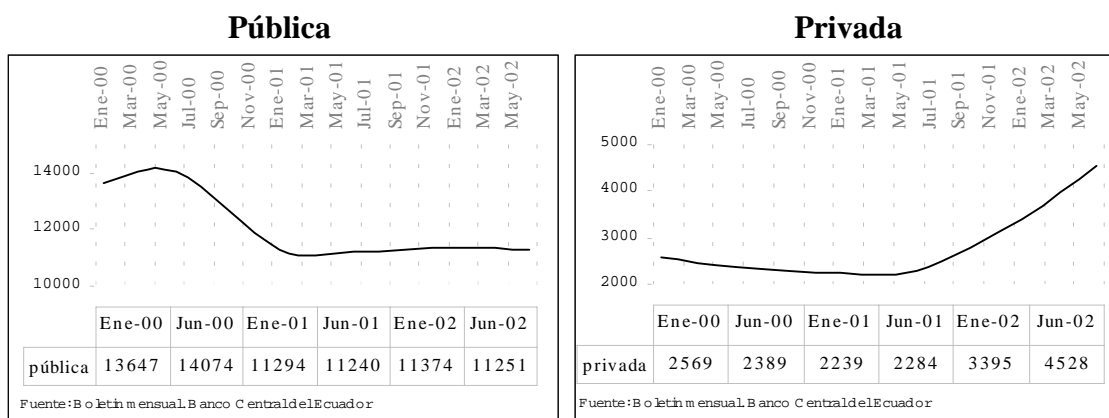 Pública
Ene-00 Mar-00 May-00 Jul-00 Sep-00 Nov-00 Ene-01 Mar-01 May-01 Jul-01 Sep-01 Nov-01 Ene-02 Mar-02 May-02
14000
12000
10000
Ene-00 Jun-00 Ene-01 Jun-01 Ene-02 Jun-02
pública 13647 14074 11294 11240 11374 11251
Fuente:Boletin mensual.Banco Central del Ecuador
Privada
Ene-00 Mar-00 May-00 Jul-00 Sep-00 Nov-00 Ene-01 Mar-01 May-01 Jul-01 Sep-01 Nov-01 Ene-02 Mar-02 May-02
5000
4000
3000
2000
Ene-00 Jun-00 Ene-01 Jun-01 Ene-02 Jun-02
privada 2569 2389 2239 2284 3395 4528
Fuente:Boletin mensual.Banco Central del Ecuador